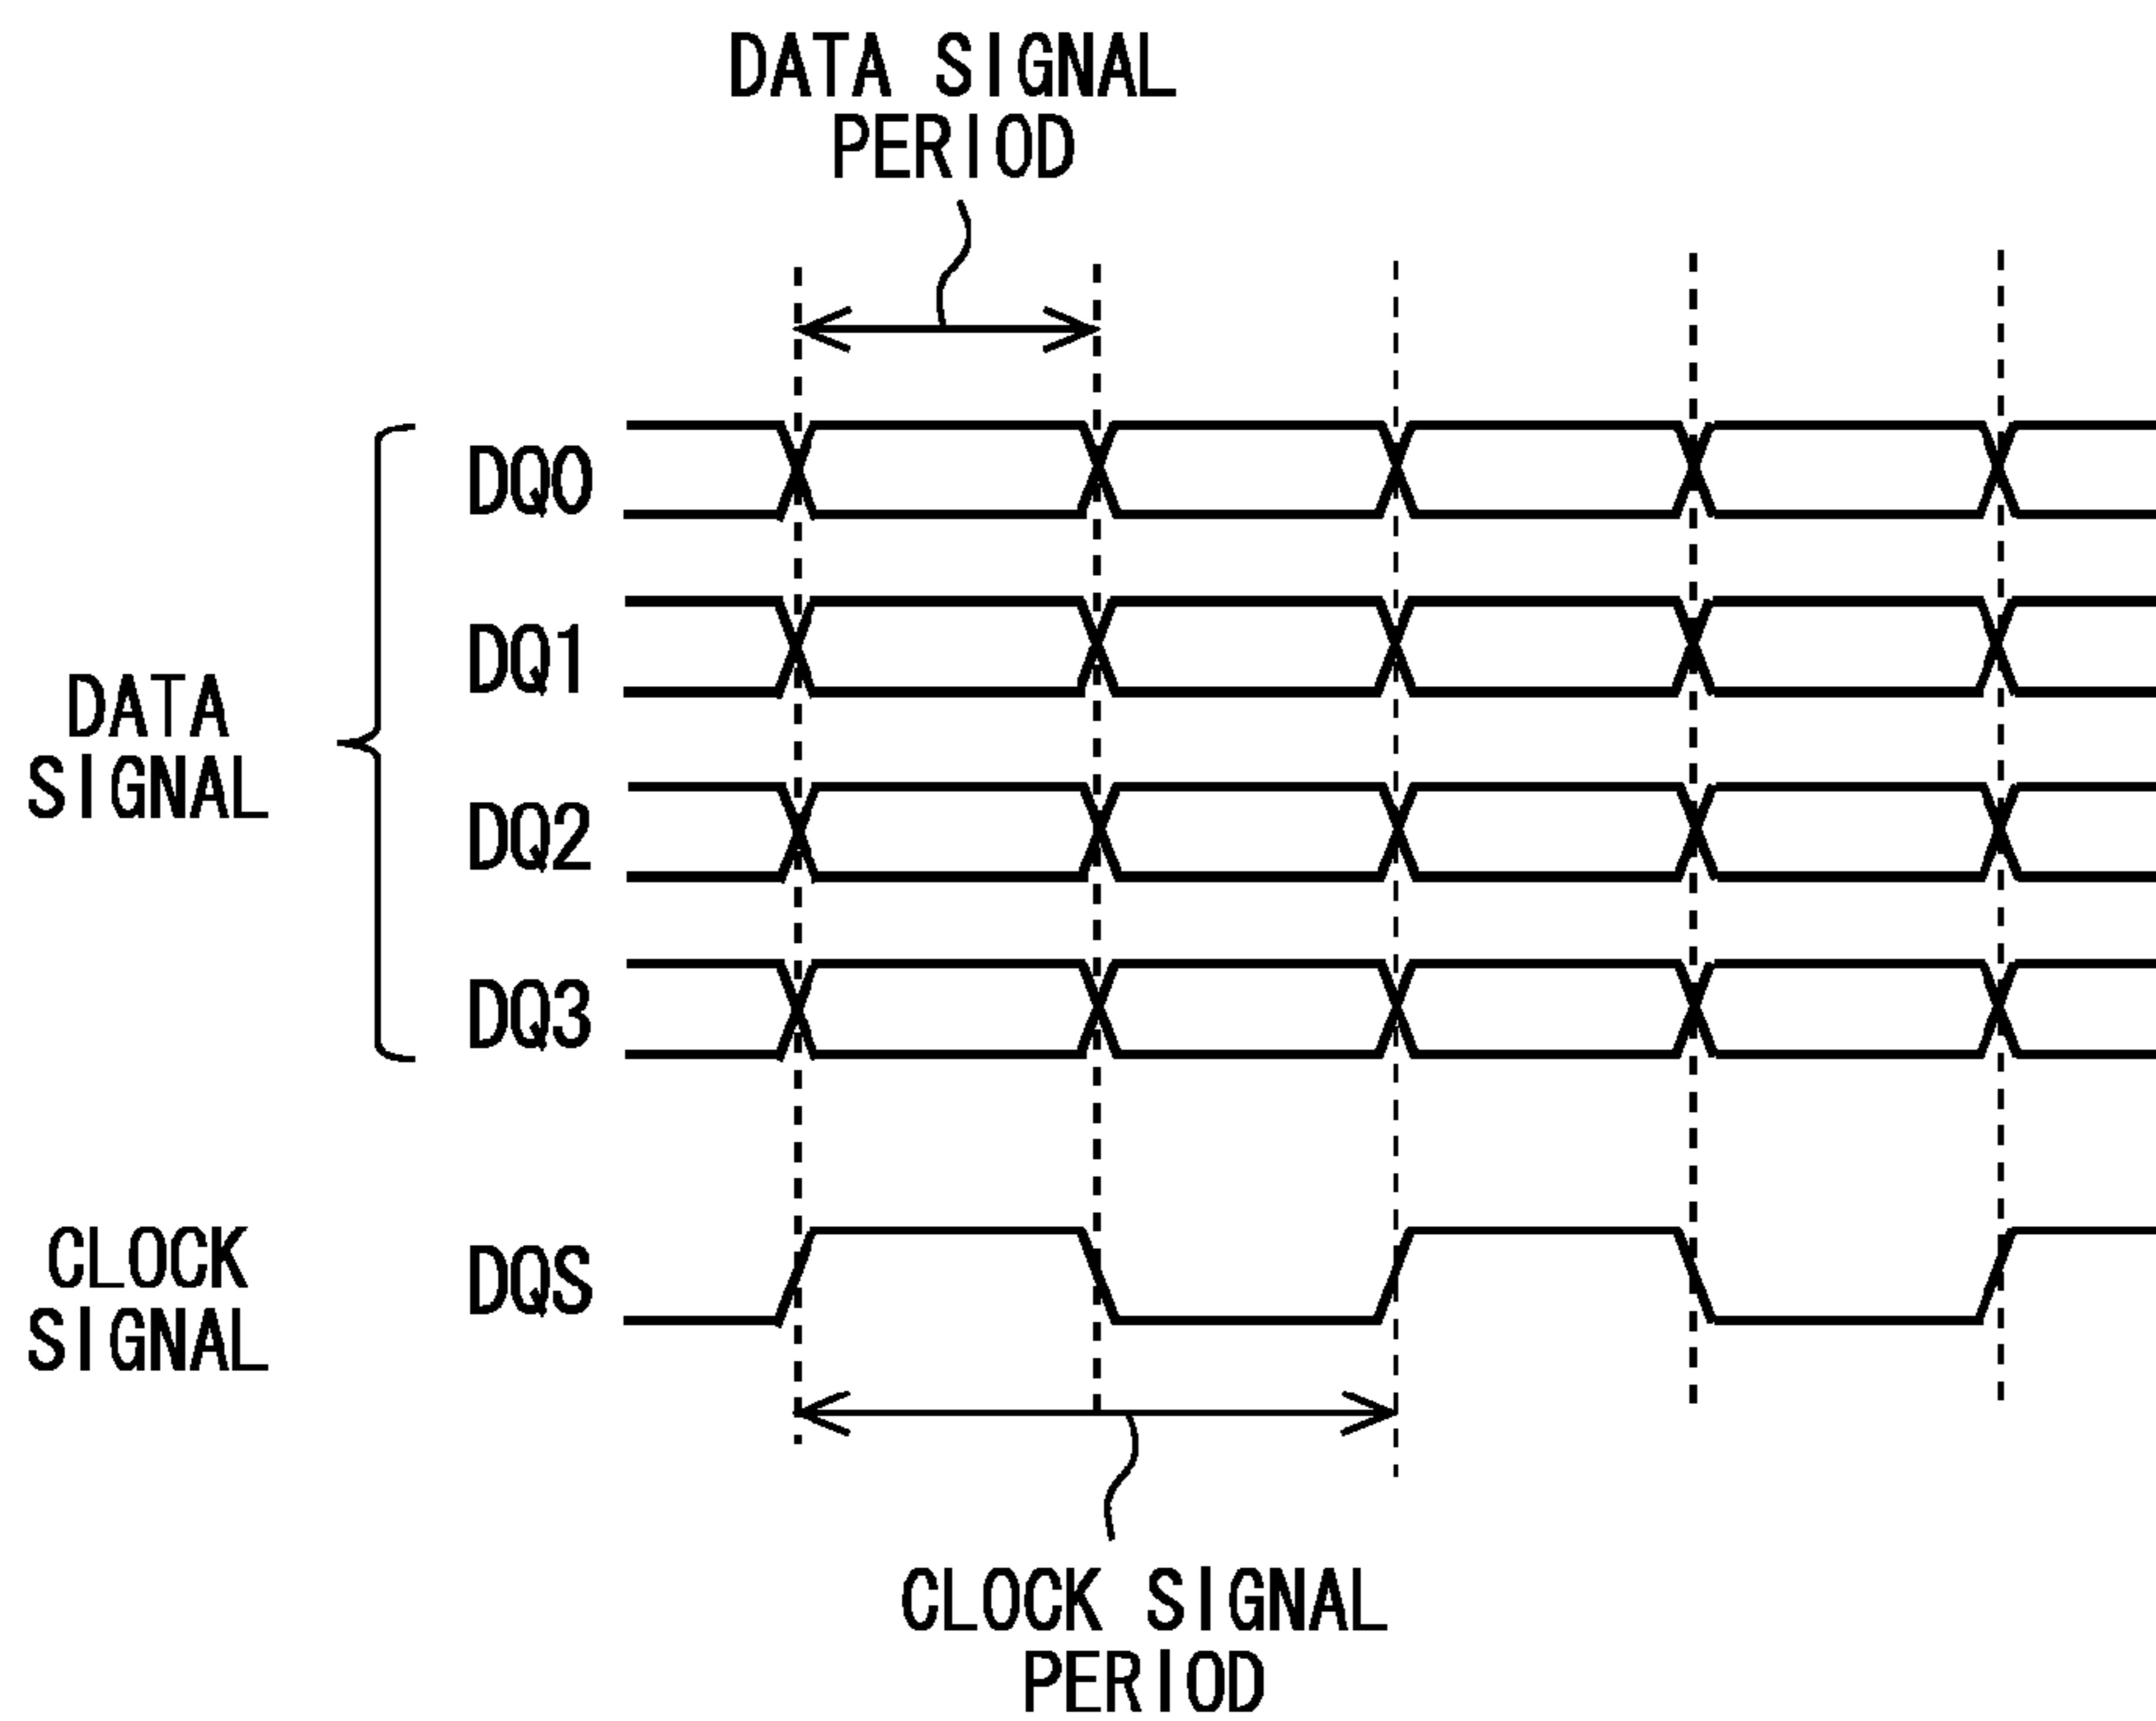 DATA SIGNAL
PERIOD
DQ0
DQ1
DATA
SIGNAL
DQ2
DQ3
CLOCK
SIGNAL
DQS
CLOCK SIGNAL
PERIOD